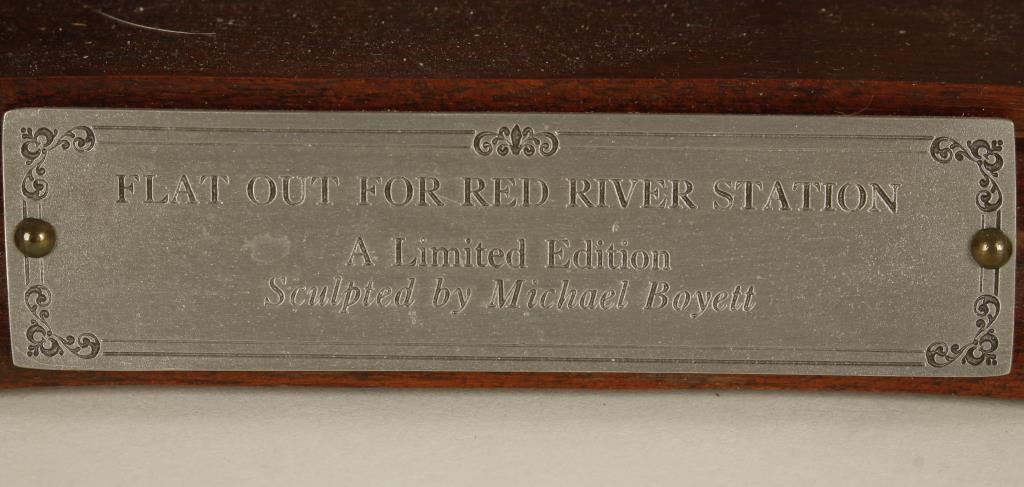 FLAT OUT FOR RED RIVER STATION
A Limited Edition
Sculpted by Michael Boyett